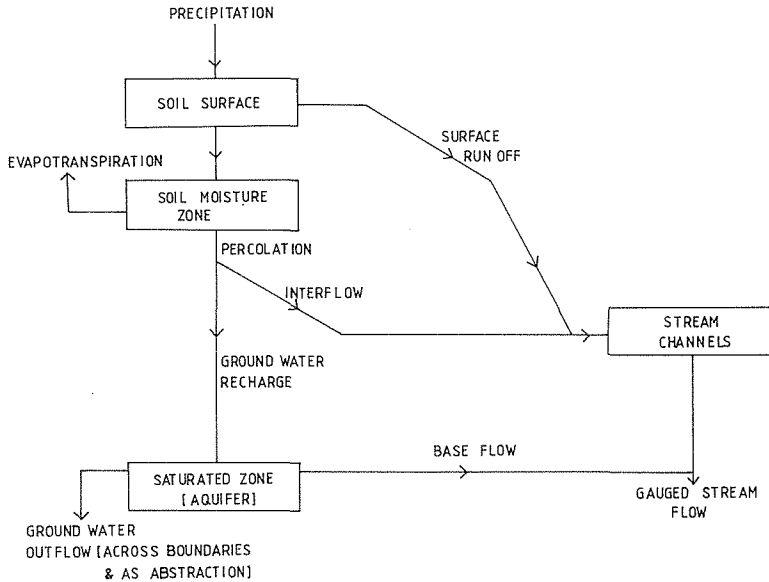 PRECIPITATION
SOIL SURFACE
SURFACE
RUN OFF
EVAPOTRANSPIRATION
SOIL MOISTURE
ZONE
PERCOLATION
INTERFLOW
STREAM
CHANNELS
GROUND WATER
RECHARGE
BASE FLOW
SATURATED ZONE
[AQUIFER]
GAUGED STREAM
FLOW
GROUND WATER
OUTFLOW [ACROSS BOUNDARIES
& AS ABSTRACTION]